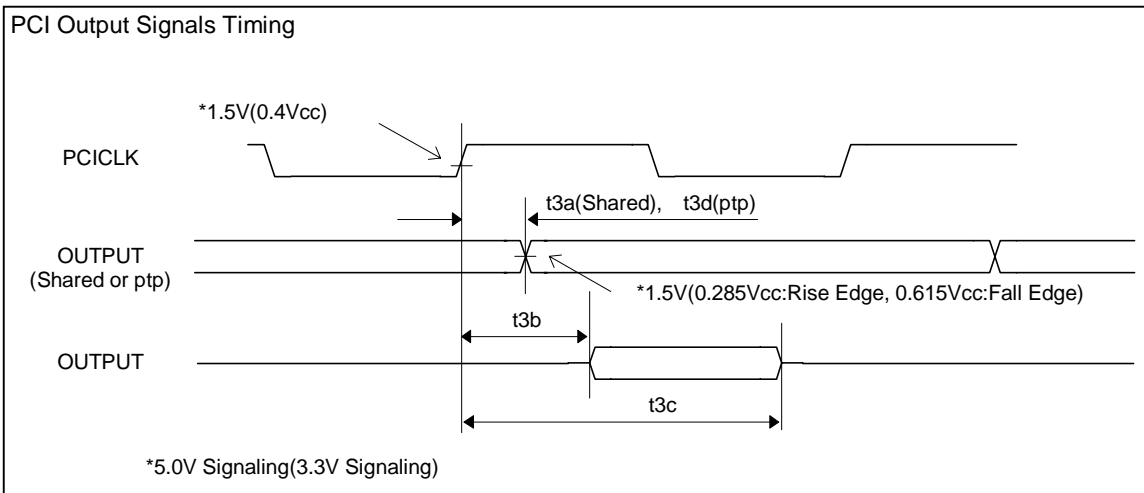 PCI Output Signals Timing
*1.5V(0.4Vcc)
PCICLK
t3a(Shared), t3d(ptp)
OUTPUT
(Shared or ptp)
*1.5V(0.285Vcc:Rise Edge, 0.615Vcc:Fall Edge)
t3b
OUTPUT
t3c
*5.0V Signaling(3.3V Signaling)